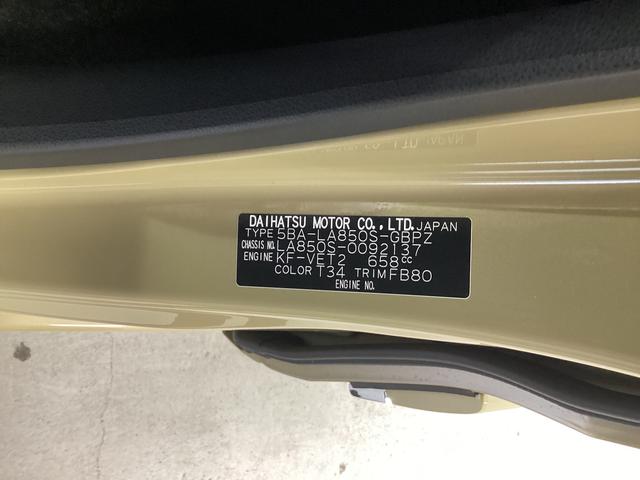 DAIHATSU MOTOR CO., LTD. JAPAN
TYPE 5BA-LA850S-GBPZ
CHASSIS NO. LA850S-0092137
ENGINE KF-VET2 658cc
COLOR T34 TRIM FB80
ENGINE NO.